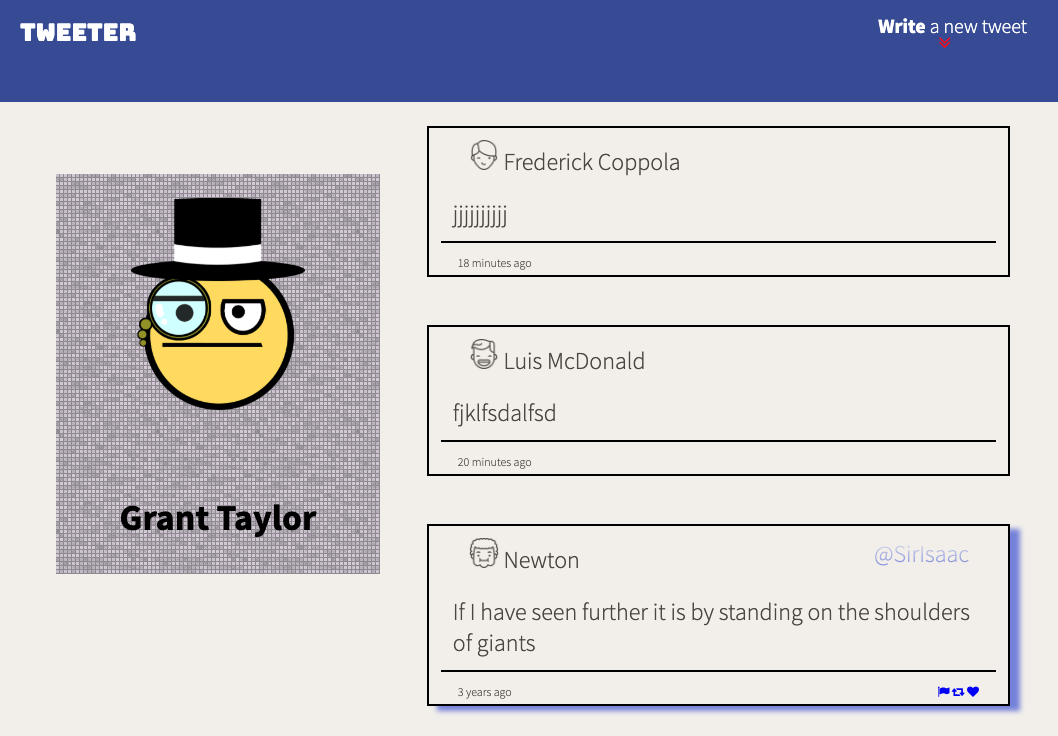 TWEETER
Write a new tweet
Grant Taylor
Frederick Coppola
jjjjjjjjjj
18 minutes ago
Luis McDonald
fjklfsdalfsd
20 minutes ago
Newton
@SirIsaac
If I have seen further it is by standing on the shoulders
of giants
3 years ago